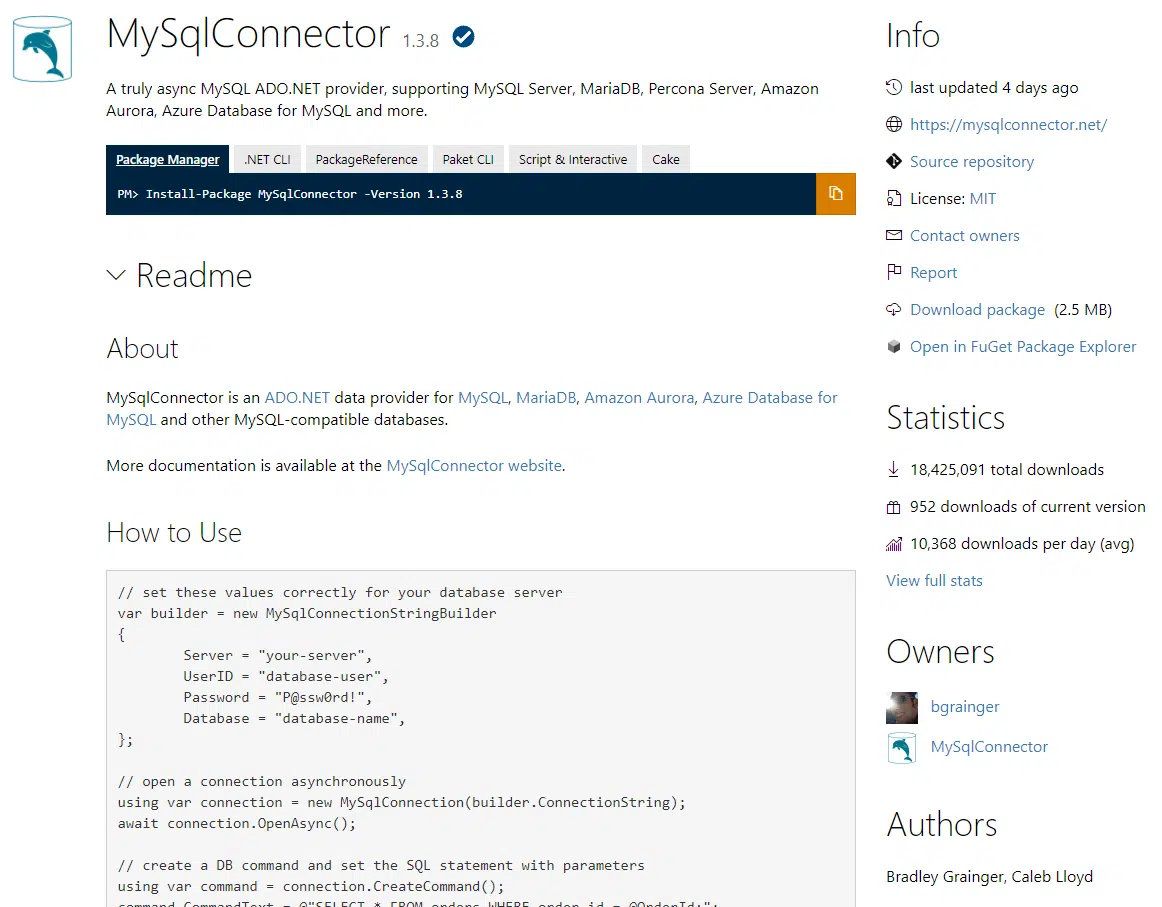 MySqlConnector 1.3.8
A truly async MySQL ADO.NET provider, supporting MySQL Server, MariaDB, Percona Server, Amazon
Aurora, Azure Database for MySQL and more.
Package Manager .NET CLI PackageReference Paket CLI Script & Interactive Cake
PM> Install-Package MySqlConnector -Version 1.3.8
Readme
About
MySqlConnector is an ADO.NET data provider for MySQL, MariaDB, Amazon Aurora, Azure Database for
MySQL and other MySQL-compatible databases.
More documentation is available at the MySqlConnector website.
How to Use
// set these values correctly for your database server
var builder = new MySqlConnectionStringBuilder
{
Server = "your-server",
UserID = "database-user",
Password = "P@ssw0rd!",
Database = "database-name",
};
// open a connection asynchronously
using var connection = new MySqlConnection(builder.ConnectionString);
await connection.OpenAsync();
// create a DB command and set the SQL statement with parameters
using var command = connection.CreateCommand();
command.CommandText = @"SELECT * FROM orders WHERE order_id = @OrderId;";
Info
last updated 4 days ago
https://mysqlconnector.net/
Source repository
License: MIT
Contact owners
Report
Download package (2.5 MB)
Open in FuGet Package Explorer
Statistics
18,425,091 total downloads
952 downloads of current version
10,368 downloads per day (avg)
View full stats
Owners
bgrainger
MySqlConnector
Authors
Bradley Grainger, Caleb Lloyd